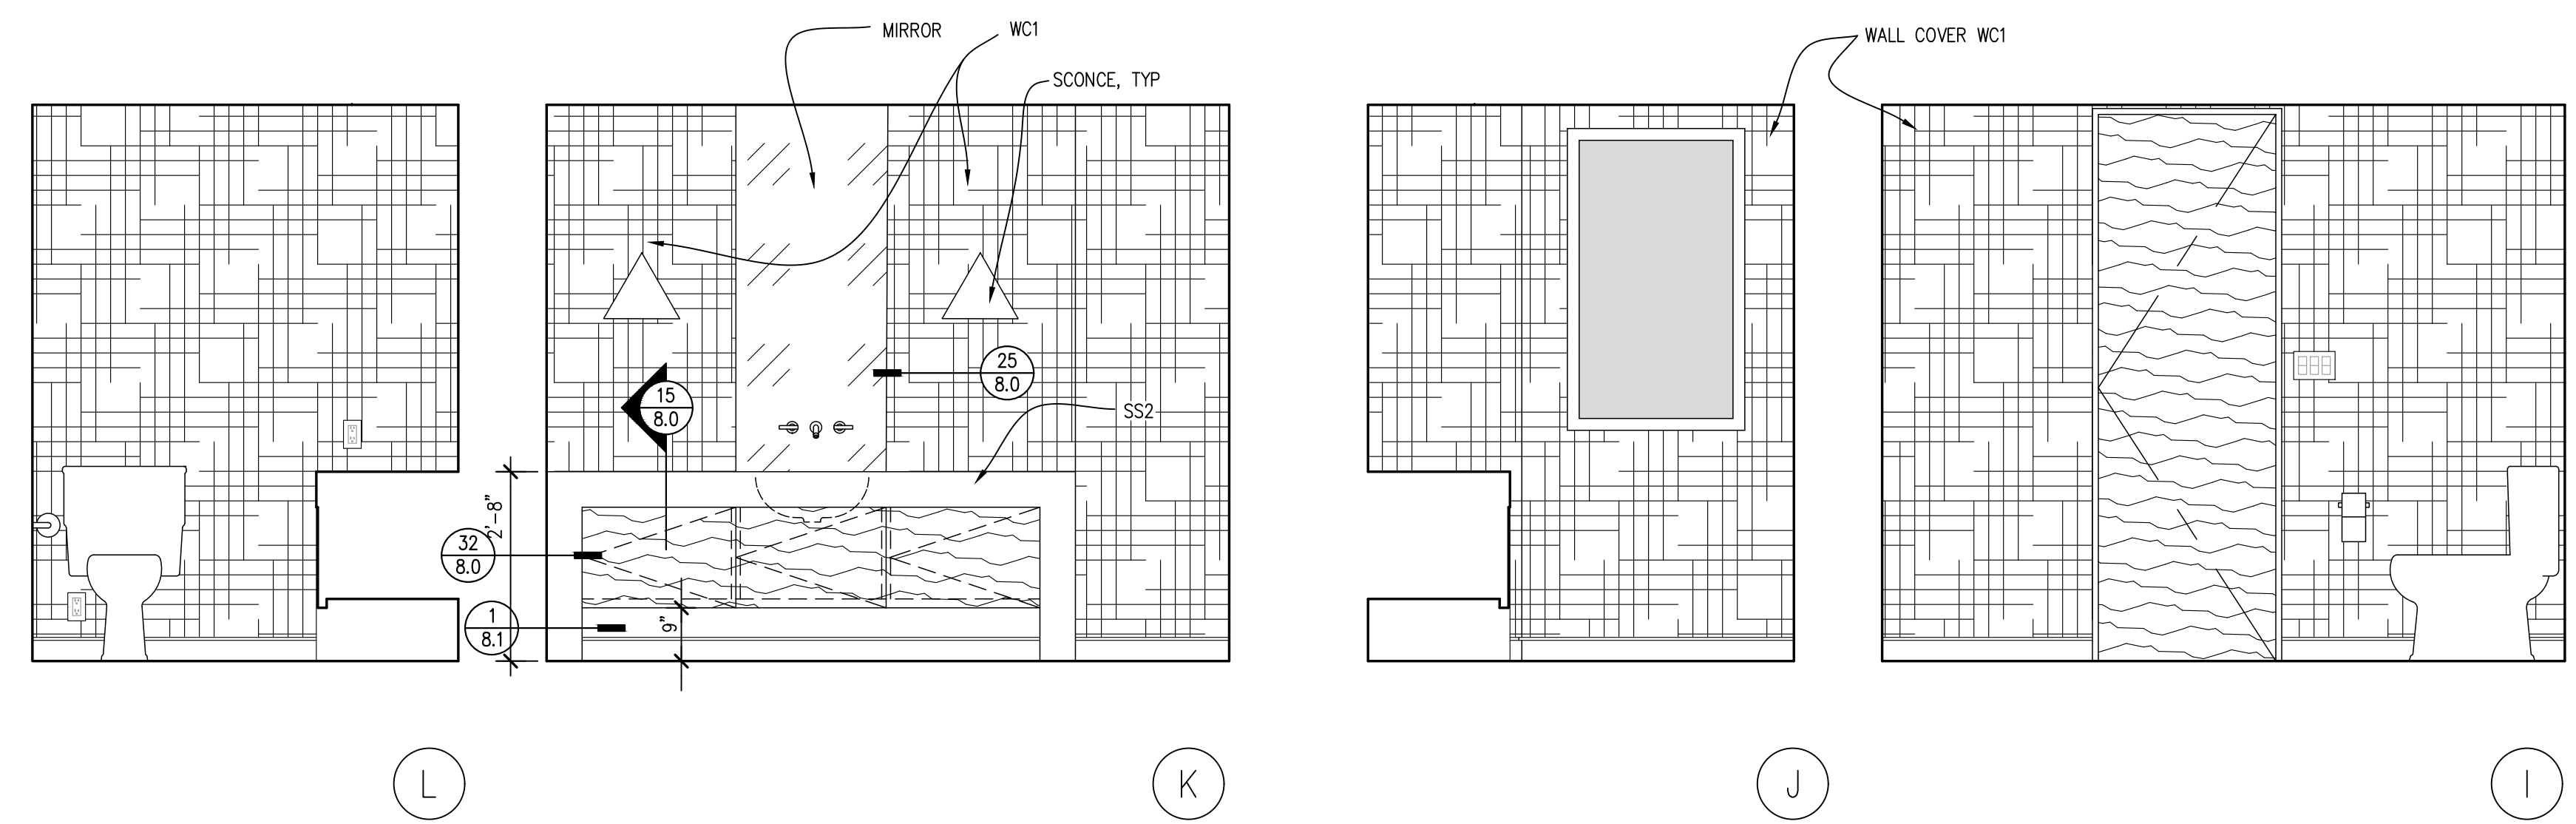 MIRROR
WC1
WALL COVER WC1
SCONCE, TYP
25
8.0
15
8.0
SS2
2'-8"
32
8.0
1
8.1
9"
L
K
J
I